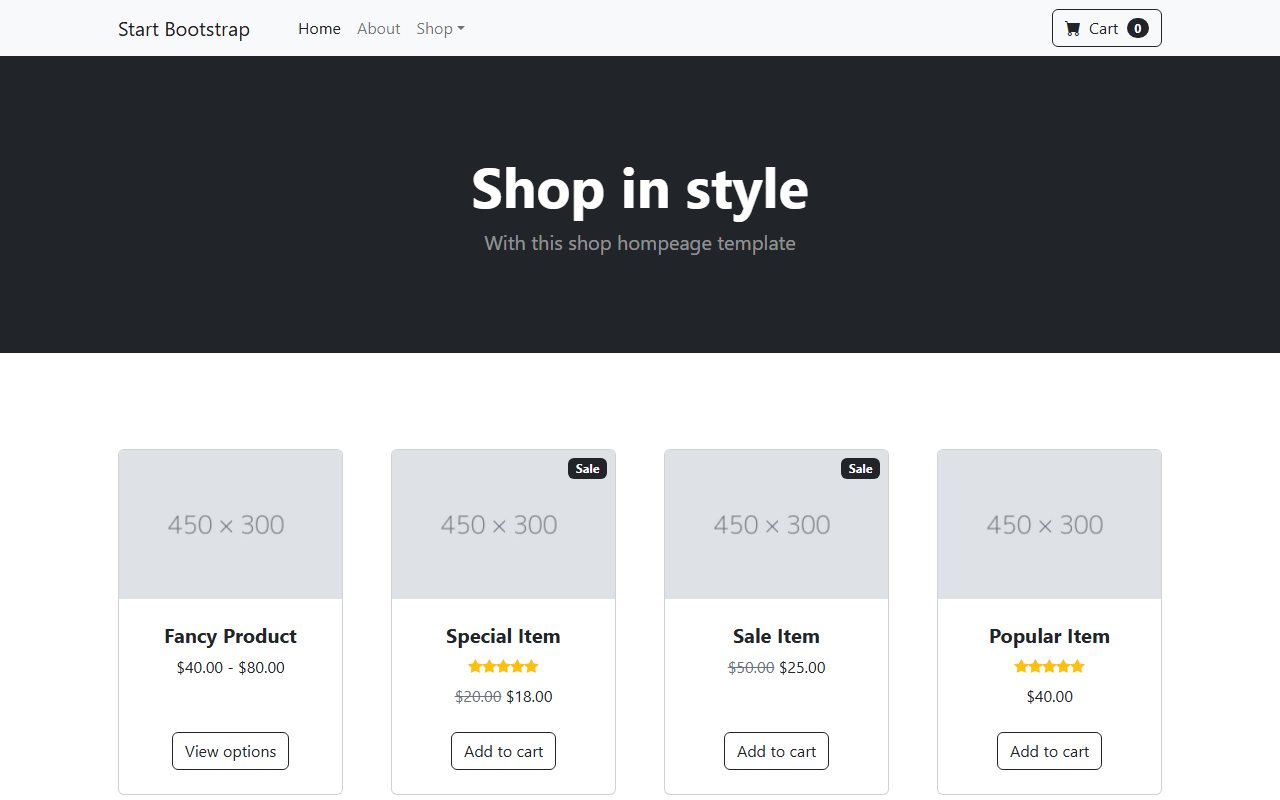 Start Bootstrap Home About Shop Cart 0
Shop in style
With this shop hompeage template
450 × 300
Fancy Product
$40.00 - $80.00
View options
Sale
450 × 300
Special Item
$20.00 $18.00
Add to cart
Sale
450 × 300
Sale Item
$50.00 $25.00
Add to cart
450 × 300
Popular Item
$40.00
Add to cart